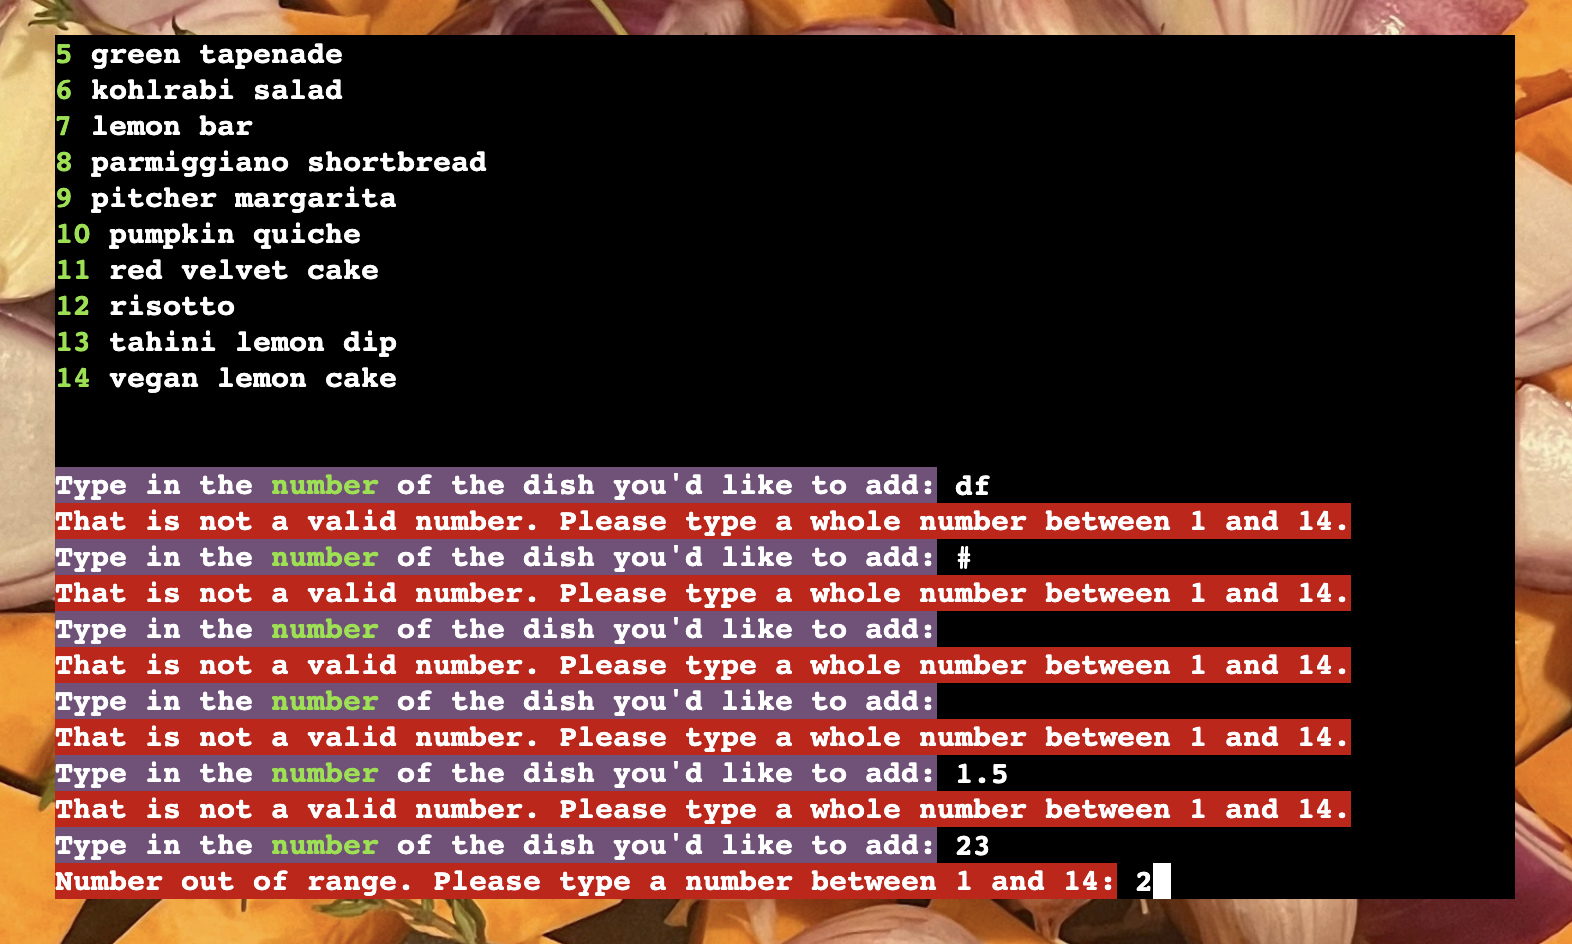 5 green tapenade
6 kohlrabi salad
7 lemon bar
8 parmiggiano shortbread
9 pitcher margarita
10 pumpkin quiche
11 red velvet cake
12 risotto
13 tahini lemon dip
14 vegan lemon cake
Type in the number of the dish you'd like to add: df
That is not a valid number. Please type a whole number between 1 and 14.
Type in the number of the dish you'd like to add: #
That is not a valid number. Please type a whole number between 1 and 14.
Type in the number of the dish you'd like to add:
That is not a valid number. Please type a whole number between 1 and 14.
Type in the number of the dish you'd like to add:
That is not a valid number. Please type a whole number between 1 and 14.
Type in the number of the dish you'd like to add: 1.5
That is not a valid number. Please type a whole number between 1 and 14.
Type in the number of the dish you'd like to add: 23
Number out of range. Please type a number between 1 and 14: 2